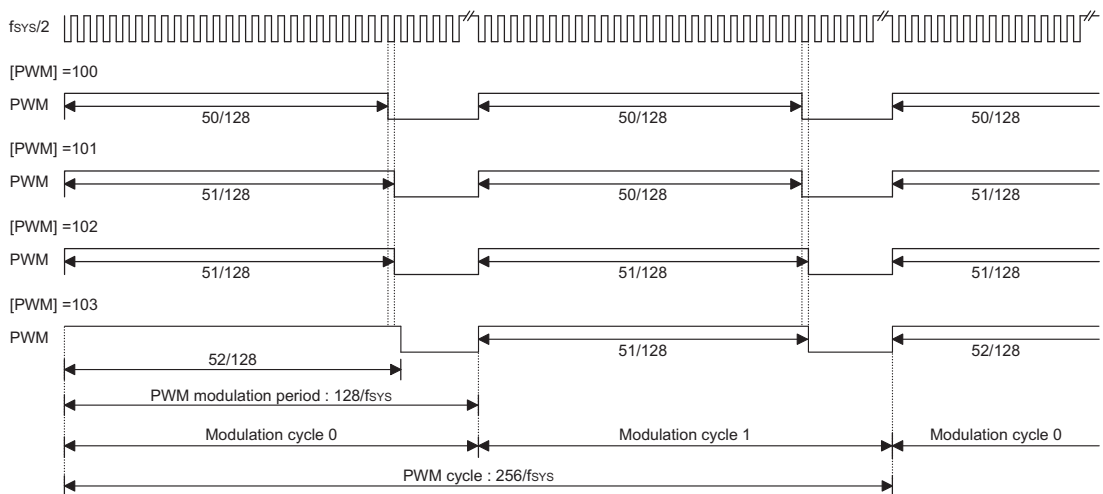 fSYS/2
[PWM] =100
PWM
50/128 50/128 50/128
[PWM] =101
PWM
51/128 50/128 51/128
[PWM] =102
PWM
51/128 51/128 51/128
[PWM] =103
PWM
52/128 51/128 52/128
PWM modulation period : 128/fSYS
Modulation cycle 0 Modulation cycle 1 Modulation cycle 0
PWM cycle : 256/fSYS